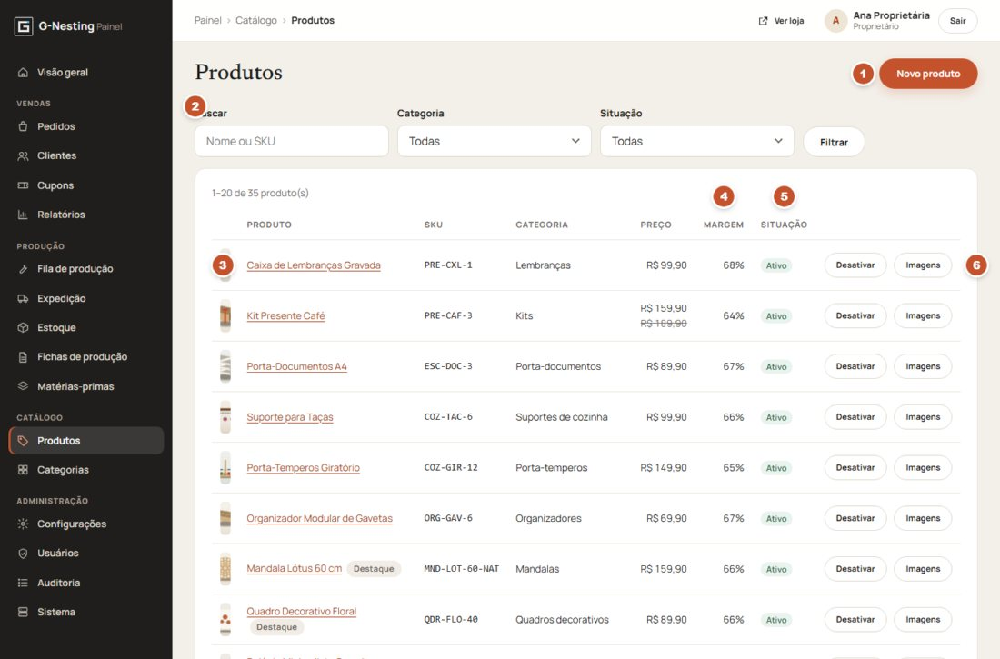 G-Nesting Painel
Painel › Catálogo › Produtos
Ver loja
A
Ana Proprietária
Proprietário
Sair
Visão geral
VENDAS
Pedidos
Clientes
Cupons
Relatórios
PRODUÇÃO
Fila de produção
Expedição
Estoque
Fichas de produção
Matérias-primas
CATÁLOGO
Produtos
Categorias
ADMINISTRAÇÃO
Configurações
Usuários
Auditoria
Sistema
Produtos
1
Novo produto
2
scar
Categoria
Situação
Nome ou SKU
Todas
Todas
Filtrar
1–20 de 35 produto(s)
4
5
PRODUTO SKU CATEGORIA PREÇO MARGEM SITUAÇÃO
3 Caixa de Lembranças Gravada PRE-CXL-1 Lembranças R$ 99,90 68% Ativo Desativar Imagens 6
Kit Presente Café PRE-CAF-3 Kits R$ 159,90 R$ 189,90 64% Ativo Desativar Imagens
Porta-Documentos A4 ESC-DOC-3 Porta-documentos R$ 89,90 67% Ativo Desativar Imagens
Suporte para Taças COZ-TAC-6 Suportes de cozinha R$ 99,90 66% Ativo Desativar Imagens
Porta-Temperos Giratório COZ-GIR-12 Porta-temperos R$ 149,90 65% Ativo Desativar Imagens
Organizador Modular de Gavetas ORG-GAV-6 Organizadores R$ 69,90 67% Ativo Desativar Imagens
Mandala Lótus 60 cm Destaque MND-LOT-60-NAT Mandalas R$ 159,90 66% Ativo Desativar Imagens
Quadro Decorativo Floral Destaque QDR-FLO-40 Quadros decorativos R$ 89,90 66% Ativo Desativar Imagens